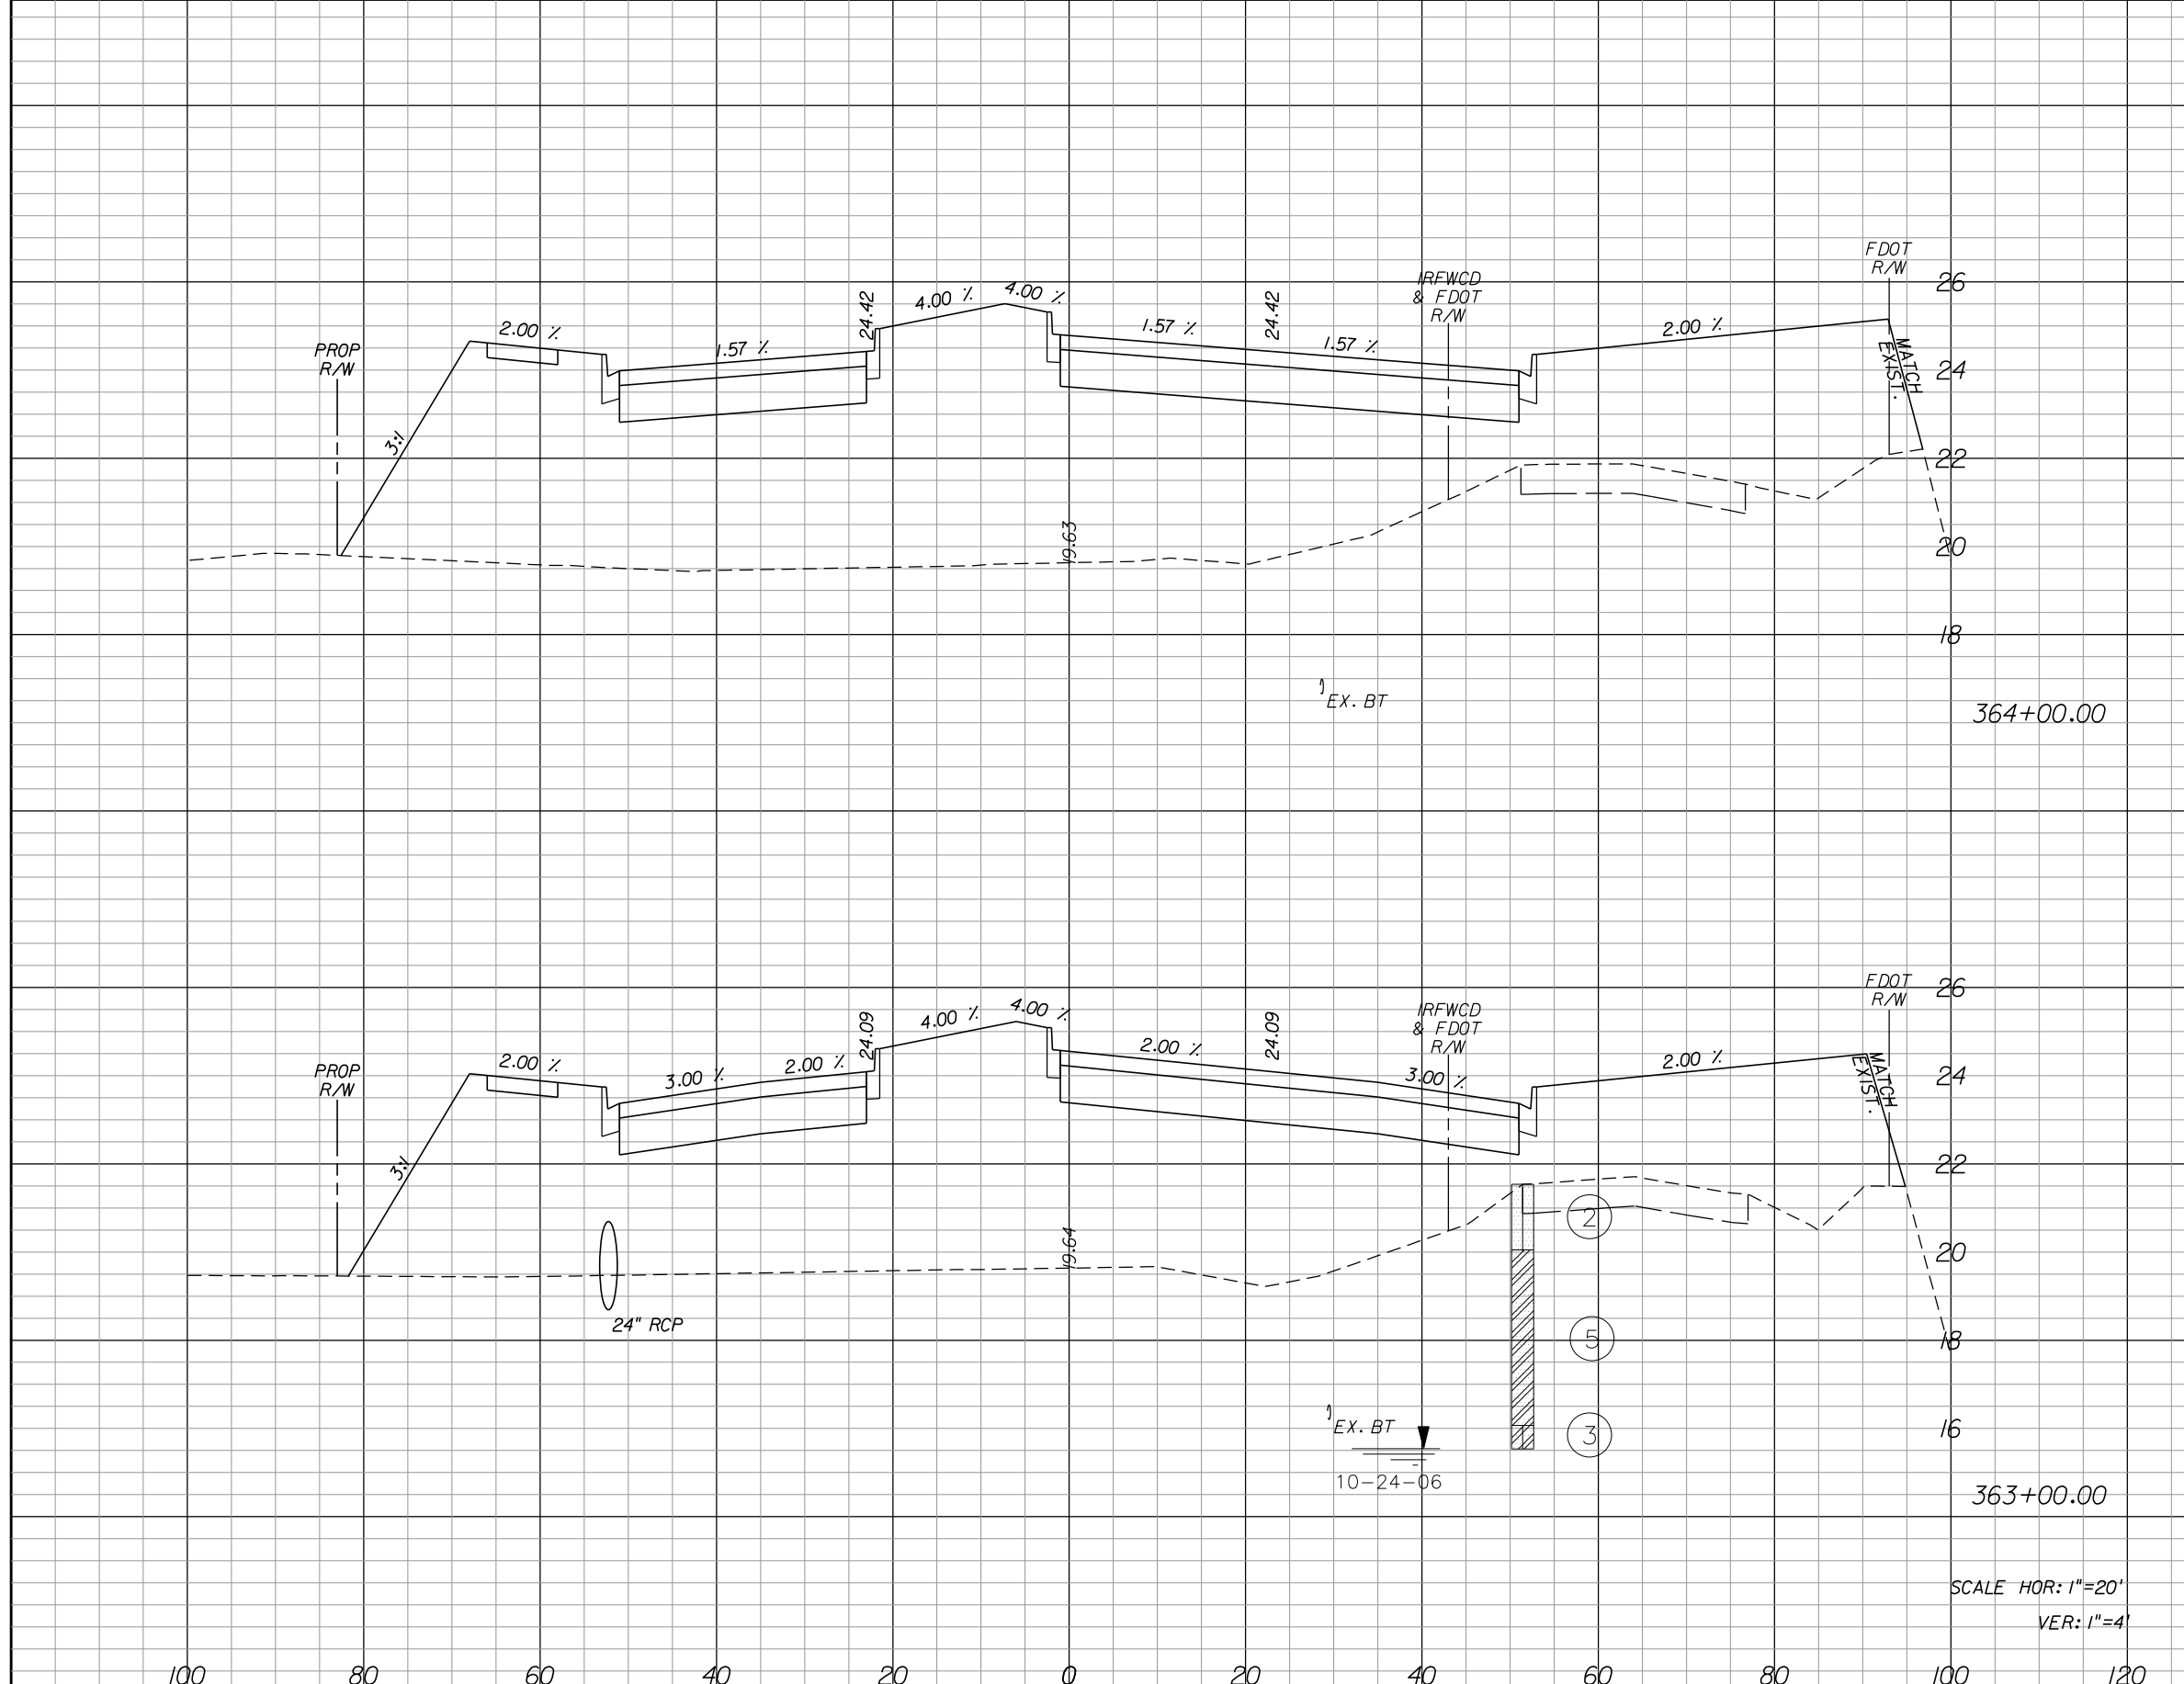 FDOT
R/W
26
IRFWCD
& FDOT
R/W
24.42
4.00 %
4.00 %
24.42
1.57 %
2.00 %
2.00 %
1.57 %
1.57 %
PROP
R/W
MATCH
EXIST.
24
3:1
22
19.63
20
18
EX. BT
364+00.00
FDOT
R/W
26
IRFWCD
& FDOT
R/W
24.09
4.00 %
4.00 %
24.09
2.00 %
2.00 %
2.00 %
2.00 %
3.00 %
3.00 %
PROP
R/W
MATCH
EXIST.
24
3:1
22
2
19.64
20
24" RCP
5
18
EX. BT
3
16
10-24-06
363+00.00
SCALE HOR: 1"=20'
VER: 1"=4'
100 80 60 40 20 0 20 40 60 80 100 120